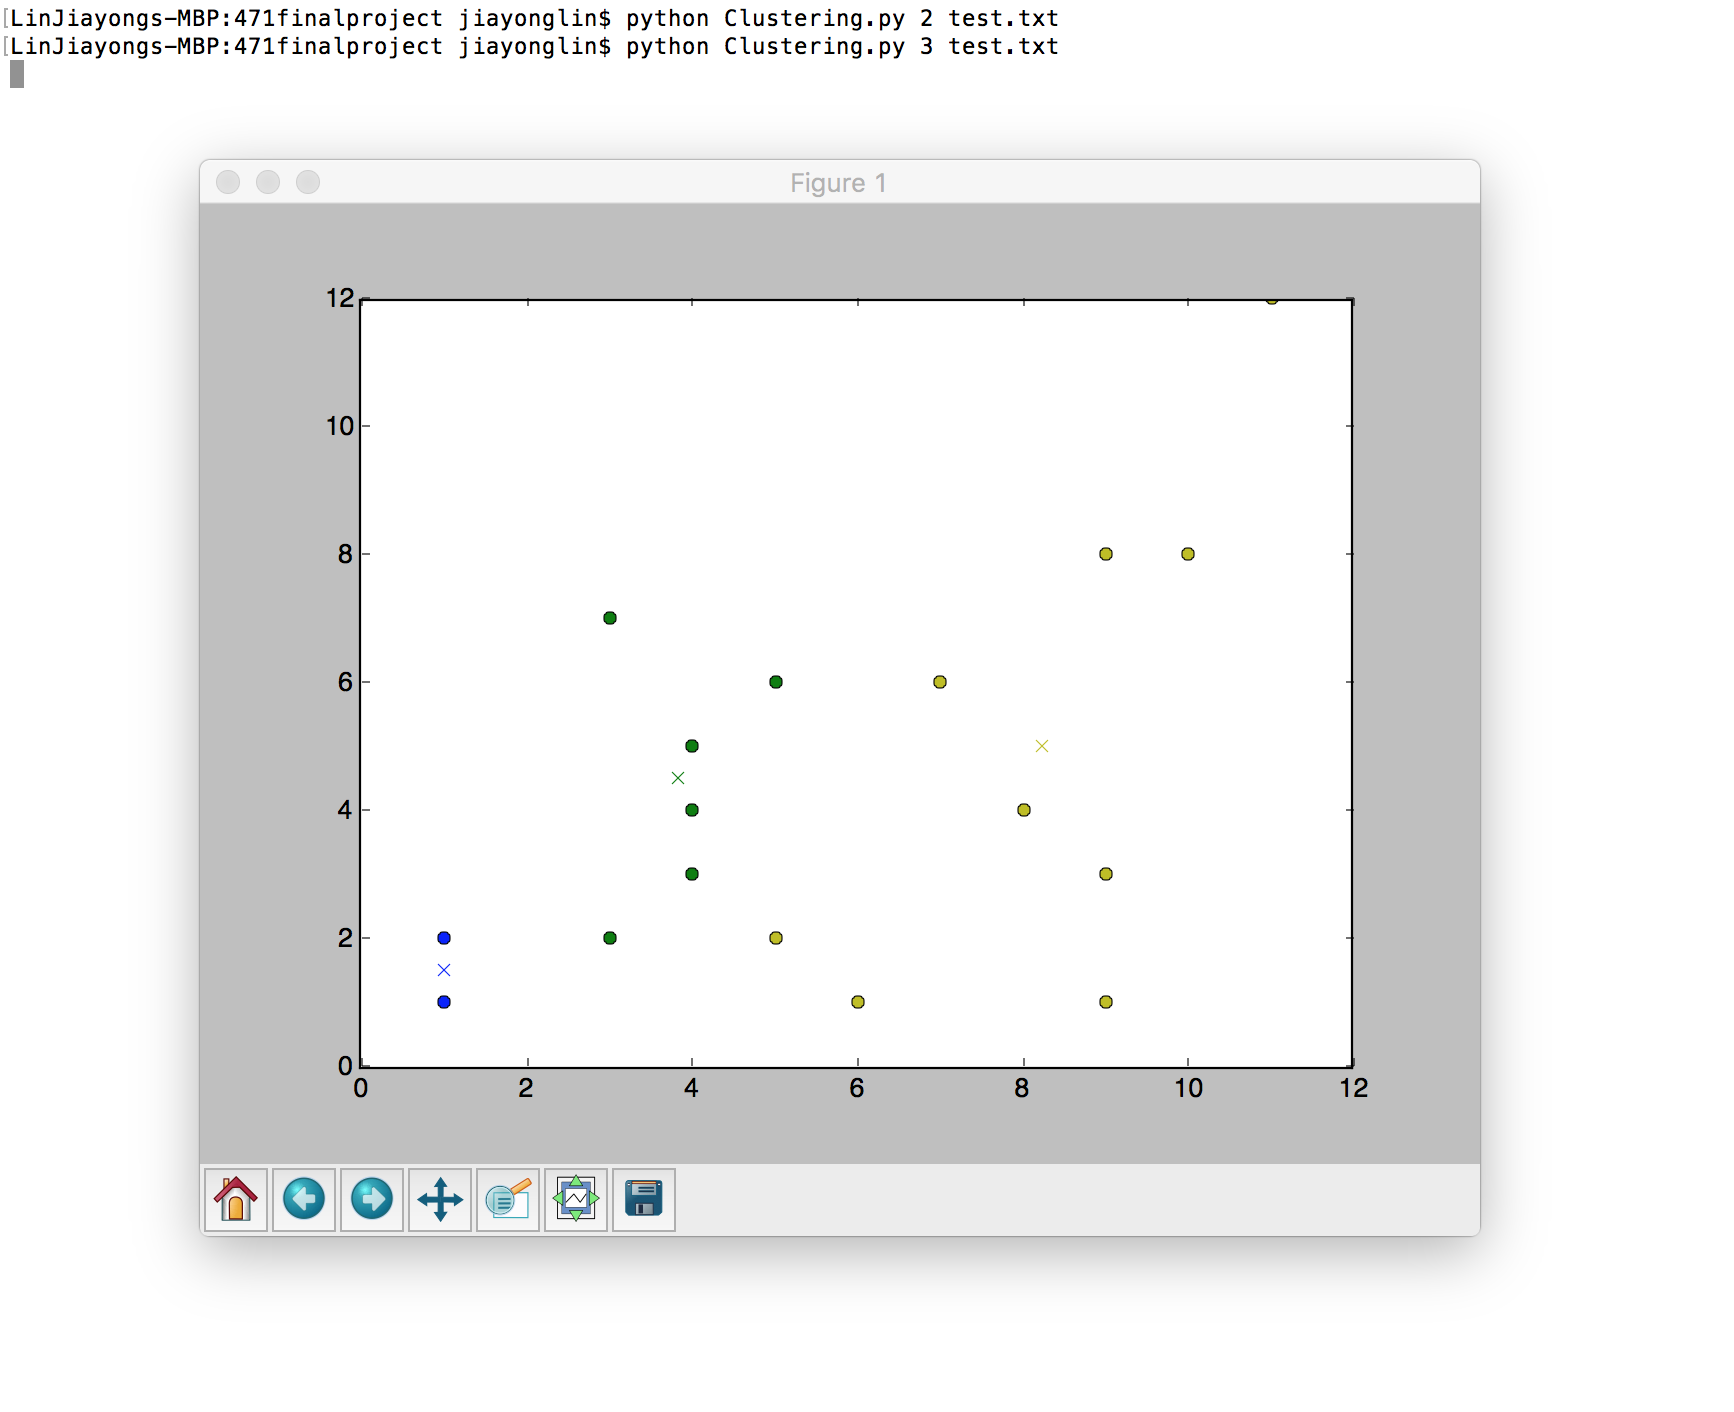 [LinJiayongs-MBP:471finalproject jiayonglin$ python Clustering.py 2 test.txt
[LinJiayongs-MBP:471finalproject jiayonglin$ python Clustering.py 3 test.txt
Figure 1
12
10
8
6
4
2
0
0 2 4 6 8 10 12